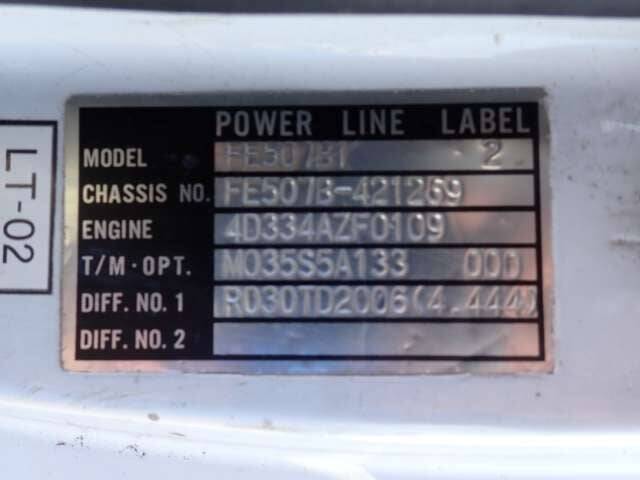 POWER LINE LABEL
MODEL FE507B1 2
CHASSIS NO. FE507B-421269
ENGINE 4D334AZF0109
T/M·OPT. M035S5A133 000
DIFF. NO. 1 R030TD2006(4.444)
DIFF. NO. 2
LT-02